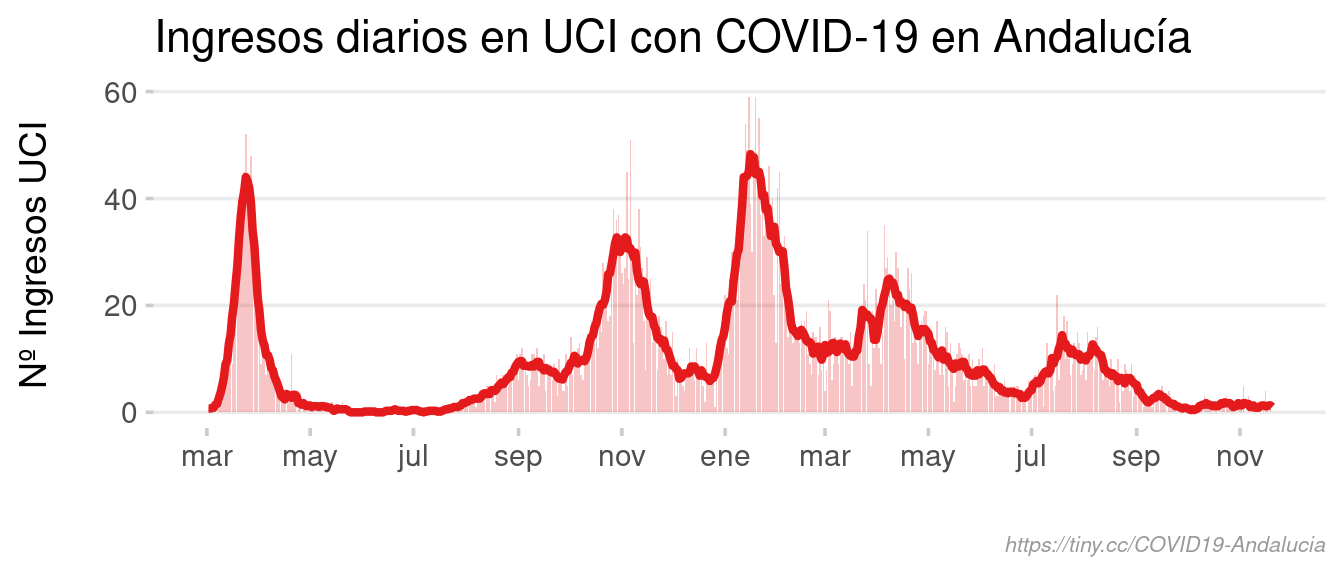 Ingresos diarios en UCI con COVID-19 en Andalucía
Nº Ingresos UCI
60
40
20
0
mar may jul sep nov ene mar may jul sep nov
https://tiny.cc/COVID19-Andalucia